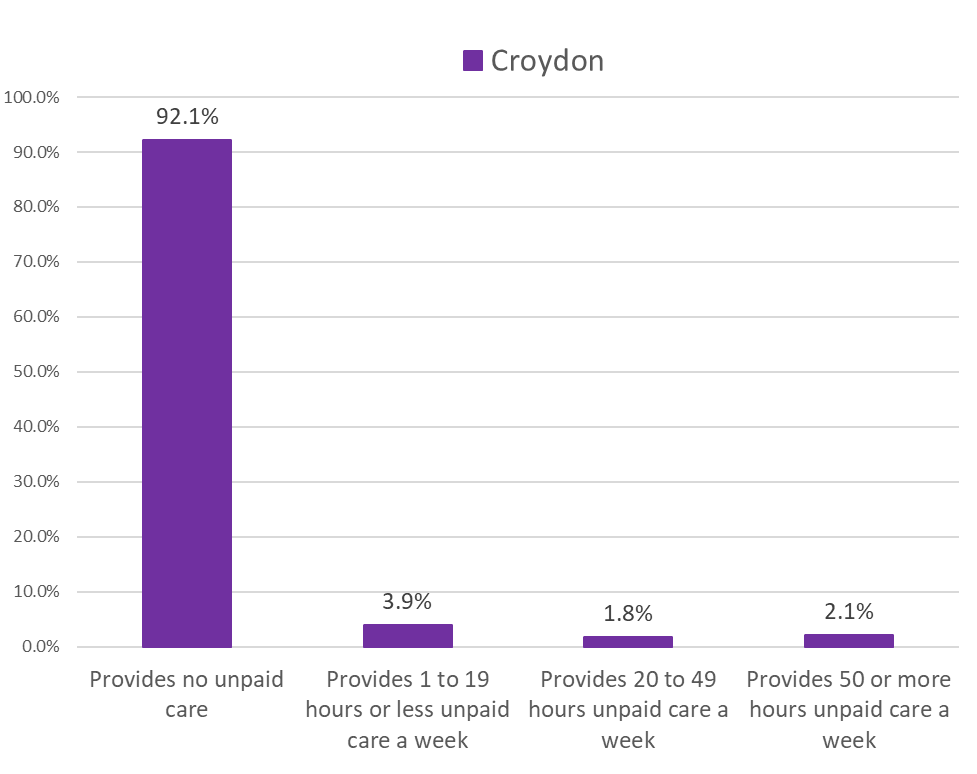 Croydon
100.0%
90.0%
80.0%
70.0%
60.0%
50.0%
40.0%
30.0%
20.0%
10.0%
0.0%
92.1%
3.9%
1.8%
2.1%
Provides no unpaid
care
Provides 1 to 19
hours or less unpaid
care a week
Provides 20 to 49
hours unpaid care a
week
Provides 50 or more
hours unpaid care a
week